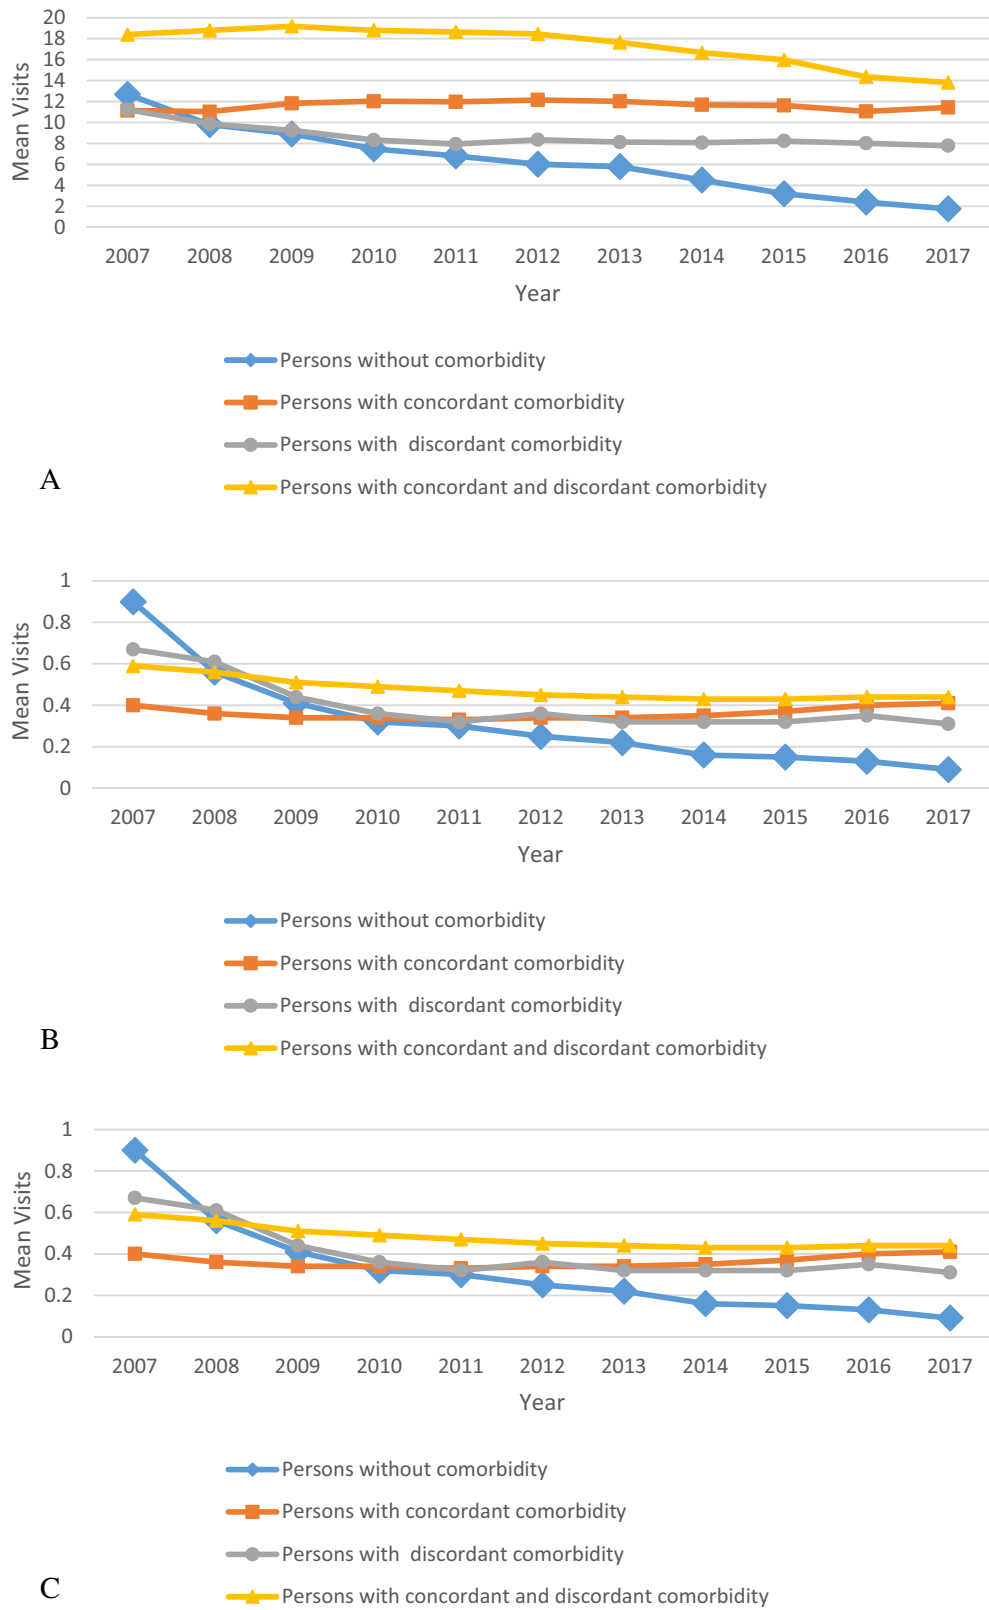 20
18
16
14
12
10
8
6
4
2
0
Mean Visits
2007 2008 2009 2010 2011 2012 2013 2014 2015 2016 2017
Year
Persons without comorbidity
Persons with concordant comorbidity
Persons with  discordant comorbidity
Persons with concordant and discordant comorbidity
A
1
0.8
0.6
0.4
0.2
0
Mean Visits
2007 2008 2009 2010 2011 2012 2013 2014 2015 2016 2017
Year
Persons without comorbidity
Persons with concordant comorbidity
Persons with  discordant comorbidity
Persons with concordant and discordant comorbidity
B
1
0.8
0.6
0.4
0.2
0
Mean Visits
2007 2008 2009 2010 2011 2012 2013 2014 2015 2016 2017
Year
Persons without comorbidity
Persons with concordant comorbidity
Persons with  discordant comorbidity
Persons with concordant and discordant comorbidity
C